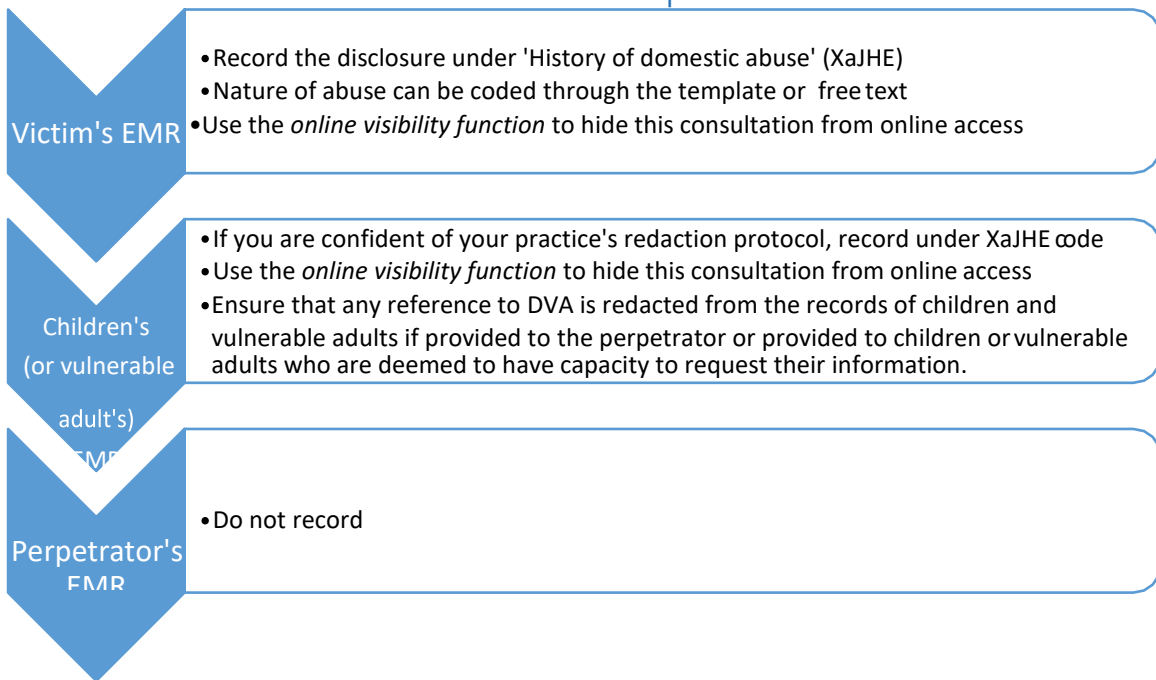 Victim's EMR
•Record the disclosure under 'History of domestic abuse' (XaJHE)
•Nature of abuse can be coded through the template or free text
•Use the online visibility function to hide this consultation from online access
Children's
(or vulnerable
adult's)
EMR
•If you are confident of your practice's redaction protocol, record under XaJHE code
•Use the online visibility function to hide this consultation from online access
•Ensure that any reference to DVA is redacted from the records of children and
vulnerable adults if provided to the perpetrator or provided to children or vulnerable
adults who are deemed to have capacity to request their information.
Perpetrator's
EMR
•Do not record